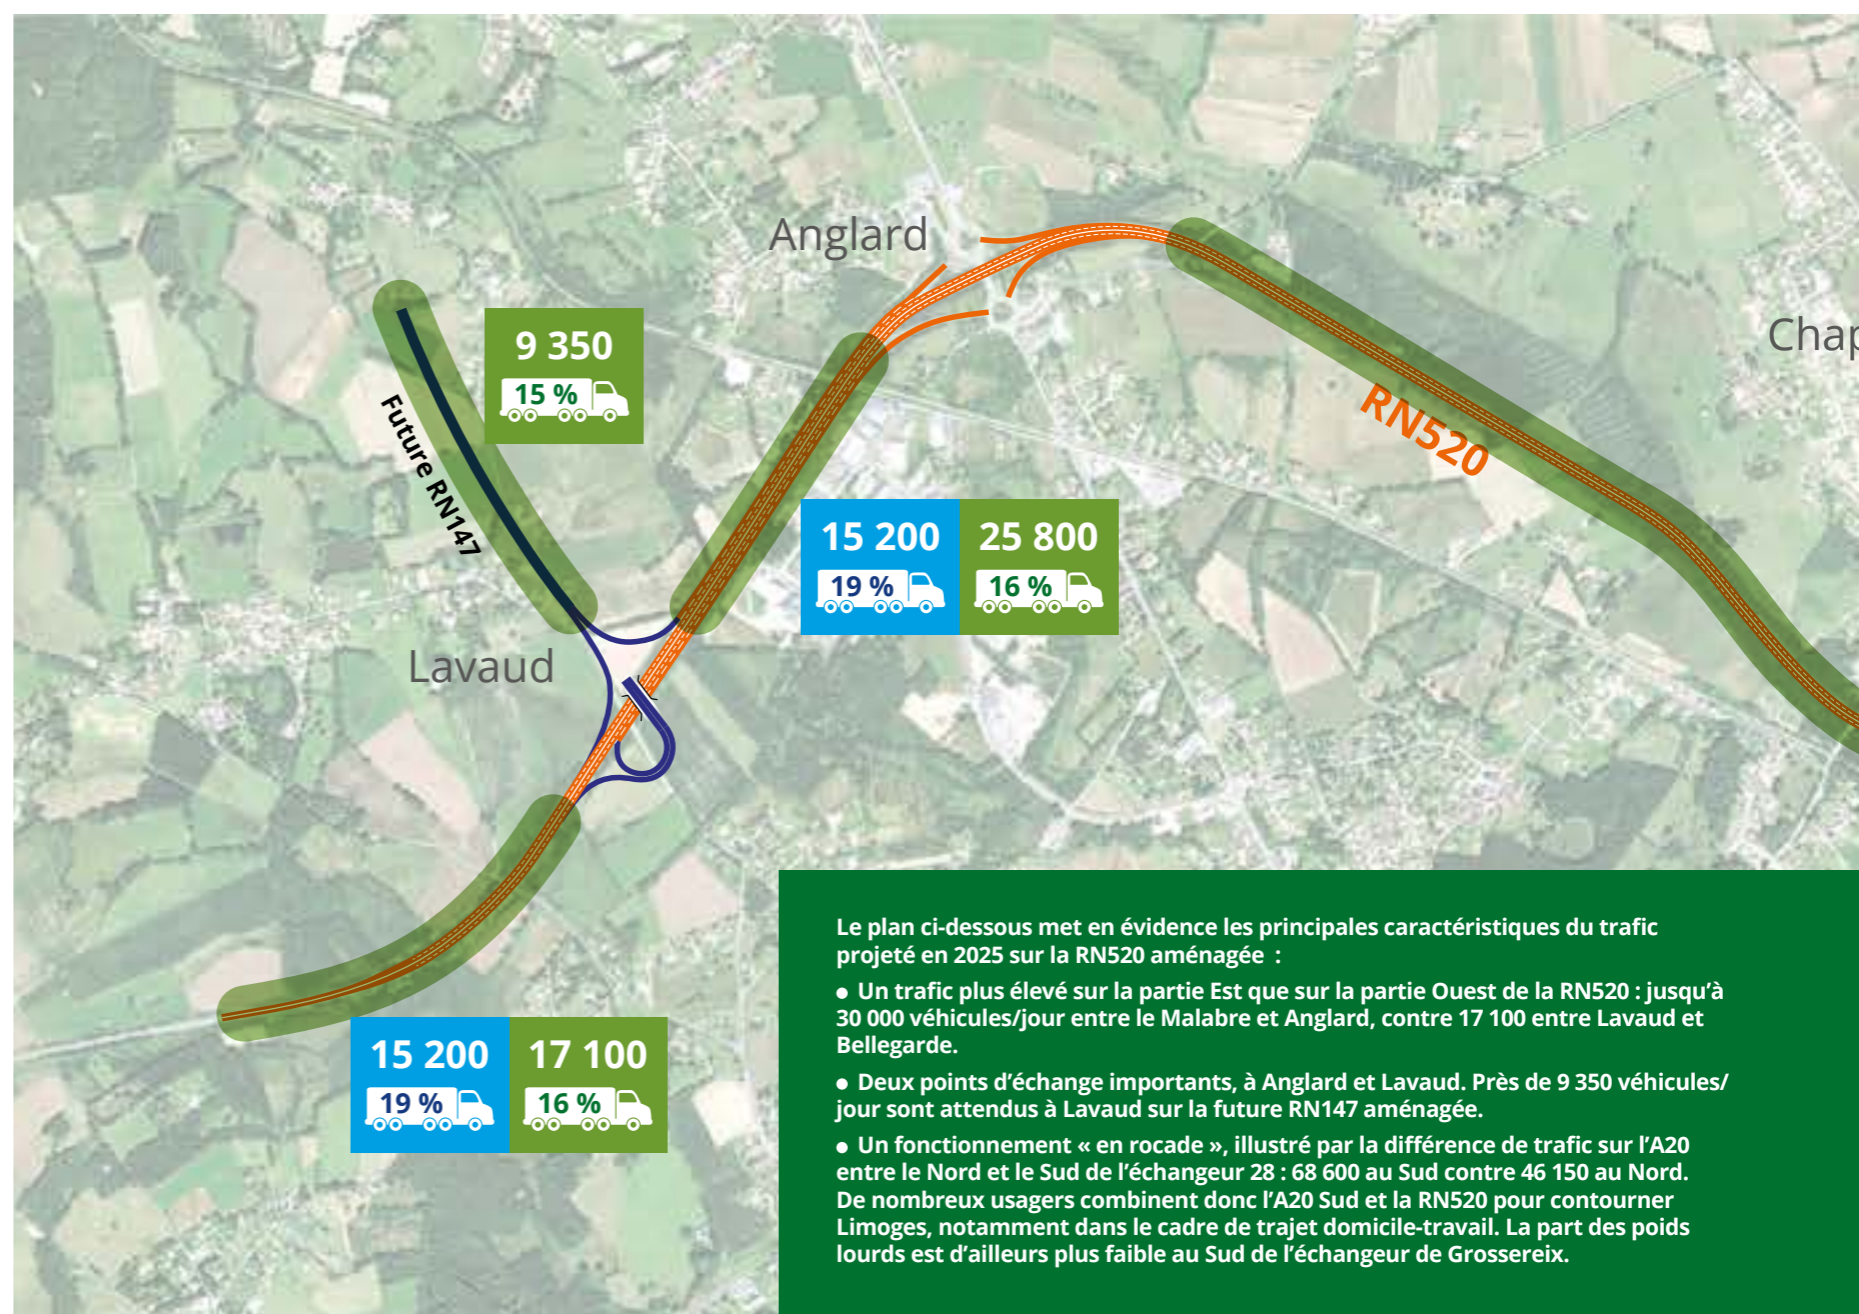 Anglard
Chap
9 350
15 %
Future RN147
RN520
15 200
19 %
25 800
16 %
Lavaud
15 200
19 %
17 100
16 %
Le plan ci-dessous met en évidence les principales caractéristiques du trafic
projeté en 2025 sur la RN520 aménagée :
● Un trafic plus élevé sur la partie Est que sur la partie Ouest de la RN520 : jusqu’à
30 000 véhicules/jour entre le Malabre et Anglard, contre 17 100 entre Lavaud et
Bellegarde.
● Deux points d’échange importants, à Anglard et Lavaud. Près de 9 350 véhicules/
jour sont attendus à Lavaud sur la future RN147 aménagée.
● Un fonctionnement « en rocade », illustré par la différence de trafic sur l’A20
entre le Nord et le Sud de l’échangeur 28 : 68 600 au Sud contre 46 150 au Nord.
De nombreux usagers combinent donc l’A20 Sud et la RN520 pour contourner
Limoges, notamment dans le cadre de trajet domicile-travail. La part des poids
lourds est d’ailleurs plus faible au Sud de l’échangeur de Grossereix.